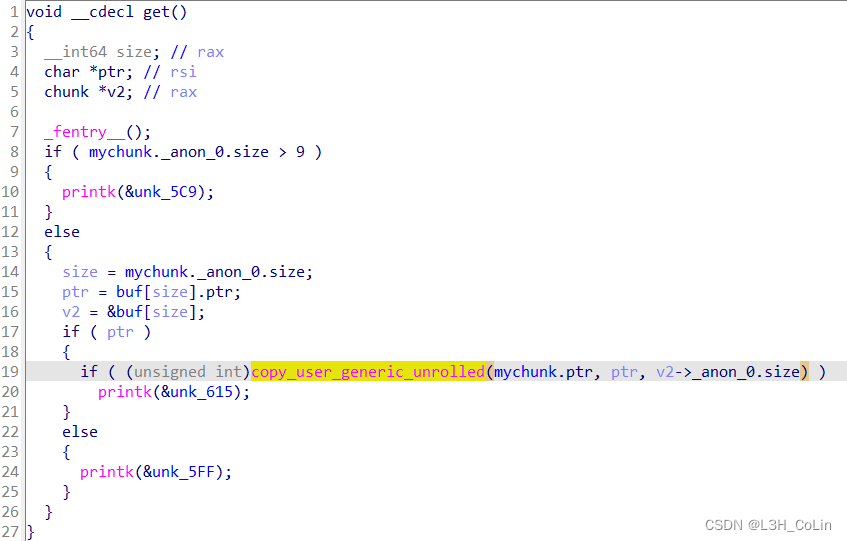 1 void __cdecl get()
2 {
3   __int64 size; // rax
4   char *ptr; // rsi
5   chunk *v2; // rax
6
7   _fentry__();
8   if ( mychunk._anon_0.size > 9 )
9   {
10     printk(&unk_5C9);
11   }
12   else
13   {
14     size = mychunk._anon_0.size;
15     ptr = buf[size].ptr;
16     v2 = &buf[size];
17     if ( ptr )
18     {
19       if ( (unsigned int)copy_user_generic_unrolled(mychunk.ptr, ptr, v2->_anon_0.size) )
20         printk(&unk_615);
21     }
22     else
23     {
24       printk(&unk_5FF);
25     }
26   }
27 }
CSDN @L3H_CoLin